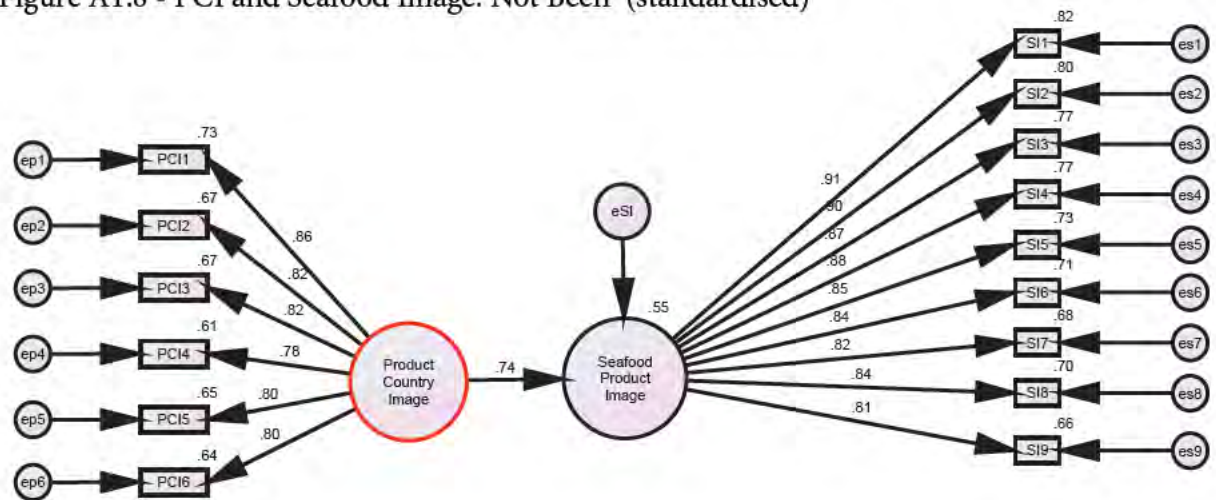 Figure A1.8 - PCI and Seafood Image: Not Been (standardised)
.82
SI1
es1
.80
SI2
es2
.77
SI3
es3
.77
SI4
es4
.73
SI5
es5
.71
SI6
es6
.68
SI7
es7
.70
SI8
es8
.66
SI9
es9
.91
.90
.87
.88
.85
.84
.82
.84
.81
eSI
.55
Seafood
Product
Image
.74
Product
Country
Image
.73
ep1
PCI1
.86
.67
ep2
PCI2
.82
.67
ep3
PCI3
.82
.61
ep4
PCI4
.78
.65
ep5
PCI5
.80
.64
ep6
PCI6
.80